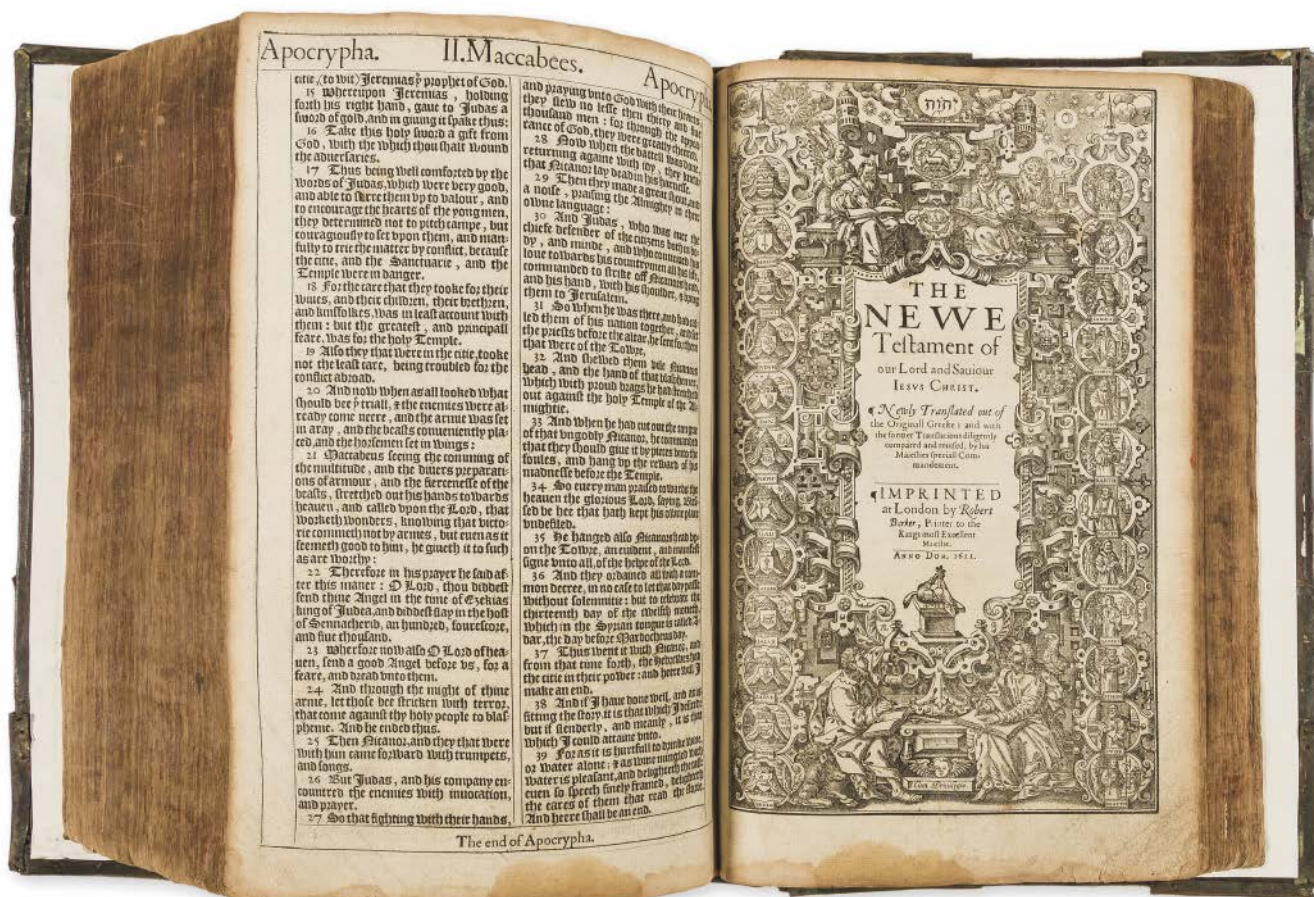 Apocrypha. II.Maccabees. Apocryp
citie, (to wit) Jeremias yͤ prophet of God.
15 Whereupon Jeremias, holding
forth his right hand, gaue to Judas a
sword of gold, and in giuing it spake thus:
16 Take this holy sword a gift from
God, with the which thou shalt wound
the aduersaries.
17 Thus being well comforted by the
words of Judas, which were very good,
and able to stirre them vp to valour, and
to encourage the hearts of the yong men,
they determined not to pitch campe, but
couragiously to set vpon them, and man-
fully to trie the matter by conflict, because
the citie, and the Sanctuarie, and the
Temple were in danger.
18 For the care that they tooke for their
wiues, and their children, their brethren,
and kinsfolkes, was in least account with
them: but the greatest, and principall
feare, was for the holy Temple.
19 Also they that were in the citie, tooke
not the least care, being troubled for the
conflict abroad.
20 And now when as all looked what
should bee yͤ triall, & the enemies were al-
ready come neere, and the armie was set
in aray, and the beasts conueniently pla-
ced, and the horsemen set in wings:
21 Maccabeus seeing the comming of
the multitude, and the diuers preparati-
ons of armour, and the fiercenesse of the
beasts, stretched out his hands towards
heauen, and called vpon the Lord, that
worketh wonders, knowing that victo-
rie commeth not by armes, but euen as it
seemeth good to him, he giueth it to such
as are worthy:
22 Therefore in his prayer he said af-
ter this maner: O Lord, thou diddest
send thine Angel in the time of Ezekias
king of Judea, and diddest slay in the host
of Sennacherib, an hundred, fourescore,
and fiue thousand.
23 Wherfore now also O Lord of hea-
uen, send a good Angel before vs, for a
feare, and dread vnto them.
24 And through the might of thine
arme, let those bee stricken with terror,
that come against thy holy people to blas-
pheme. And he ended thus.
25 Then Nicanor, and they that were
with him came forward with trumpets,
and songs.
26 But Judas, and his company en-
countred the enemies with inuocation,
and prayer.
27 So that fighting with their hands,
and praying vnto God with their hearts,
they slew no lesse then thirty and fiue
thousand men: for through the appea-
rance of God, they were greatly cheered.
28 Now when the battell was done,
returning againe with ioy, they knew
that Nicanor lay dead in his harnesse.
29 Then they made a great shout, and
a noise, praising the Almighty in their
owne language:
30 And Judas, who was euer the
chiefe defender of the citizens both in bo-
dy, and minde, and who continued his
loue towards his countrymen all his life,
commanded to strike off Nicanors head,
and his hand, with his shoulder, & bring
them to Jerusalem.
31 So when he was there, and had cal-
led them of his nation together, and set
the priests before the altar, he sent for them
that were of the Towre,
32 And shewed them vile Nicanors
head, and the hand of that blasphemer,
which with proud brags he had stretched
out against the holy Temple of the Al-
mightie.
33 And when he had cut out the tongue
of that vngodly Nicanor, he commanded
that they should giue it by pieces vnto the
foules, and hang vp the reward of his
madnesse before the Temple.
34 So euery man praised towards the
heauen the glorious Lord, saying, Bles-
sed be hee that hath kept his owne place
vndefiled.
35 He hanged also Nicanors head vp-
on the Towre, an euident, and manifest
signe vnto all, of the helpe of the Lord.
36 And they ordained all with a com-
mon decree, in no case to let that day passe
without solemnitie: but to celebrate the
thirteenth day of the twelfth moneth,
which in the Syrian tongue is called A-
dar, the day before Mardocheus day.
37 Thus went it with Nicanor, and
from that time forth, the Hebrewes had
the citie in their power: and heere will I
make an end.
38 And if I haue done well, and as is
fitting the story, it is that which I desired:
but if slenderly, and meanly, it is that
which I could attaine vnto.
39 For as it is hurtfull to drinke wine,
or water alone; & as wine mingled with
water is pleasant, and delighteth the taste:
euen so speech finely framed, delighteth
the eares of them that read the storie.
And heere shall be an end.
The end of Apocrypha.
יהוה
THE
NEWE
Testament of
our Lord and Sauiour
IESVS CHRIST.
¶ Newly Translated out of
the Originall Greeke: and with
the former Translations diligently
compared and reuised, by his
Maiesties speciall Com-
mandement.
¶ IMPRINTED
at London by Robert
Barker, Printer to the
Kings most Excellent
Maiestie.
ANNO DOM. 1611.
Cum Priuilegio.